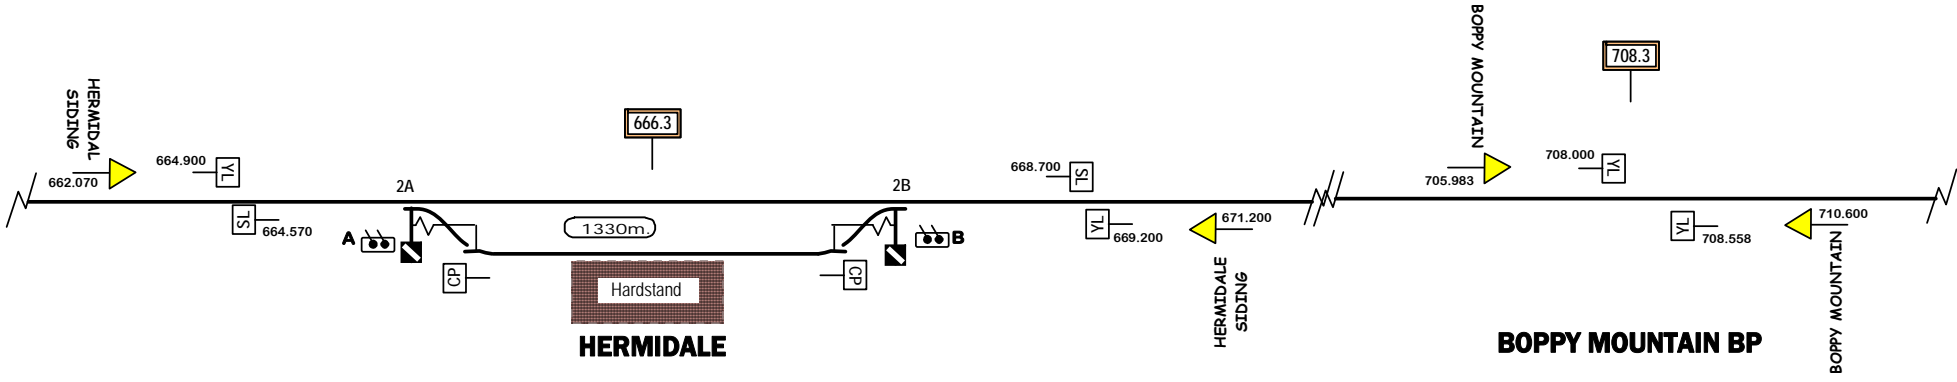 HERMIDAL
SIDING
662.070
664.900
YL
SL
664.570
2A
A
CP
666.3
1330m.
Hardstand
HERMIDALE
2B
B
CP
668.700
SL
YL
669.200
671.200
HERMIDALE
SIDING
BOPPY MOUNTAIN
705.983
708.000
YL
708.3
YL
708.558
710.600
BOPPY MOUNTAIN
BOPPY MOUNTAIN BP